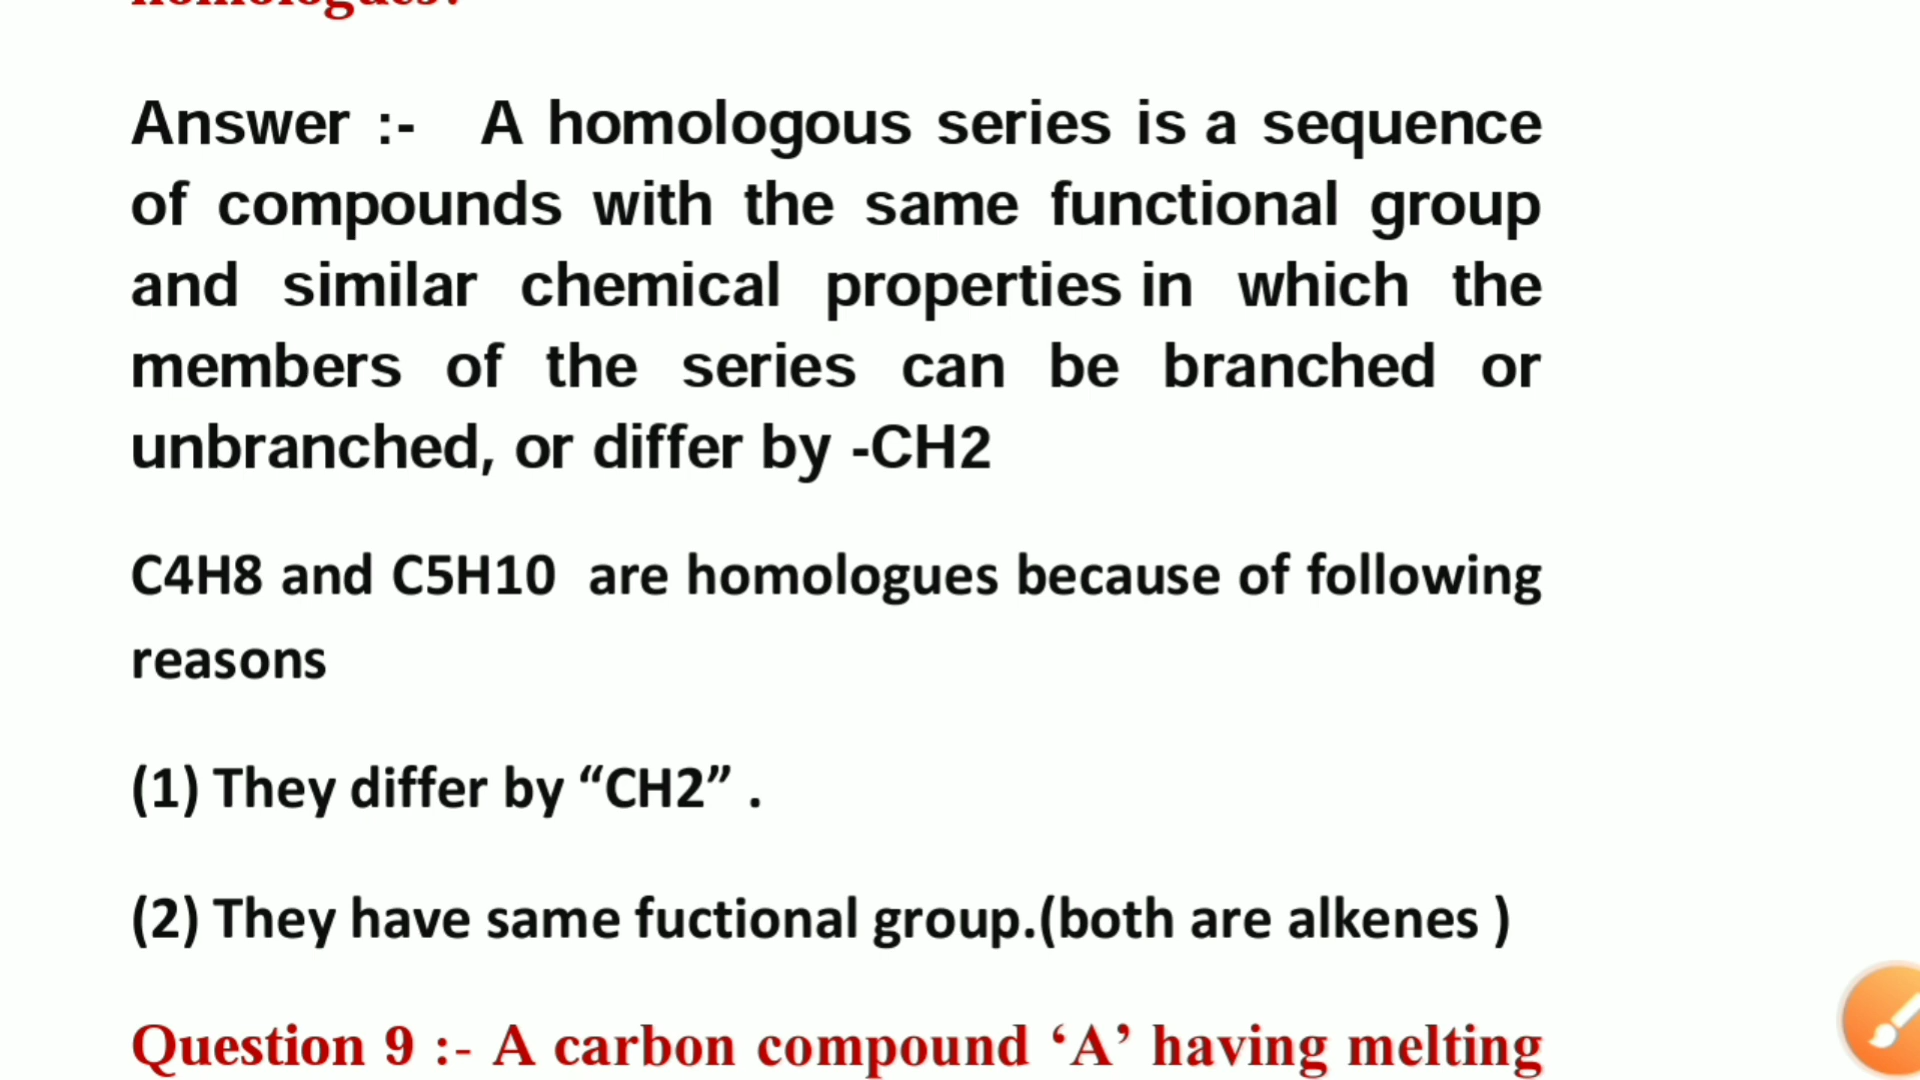 homologues?
Answer :- A homologous series is a sequence
of compounds with the same functional group
and similar chemical properties in which the
members of the series can be branched or
unbranched, or differ by -CH2
C4H8 and C5H10 are homologues because of following
reasons
(1) They differ by “CH2” .
(2) They have same fuctional group.(both are alkenes )
Question 9 :- A carbon compound ‘A’ having melting